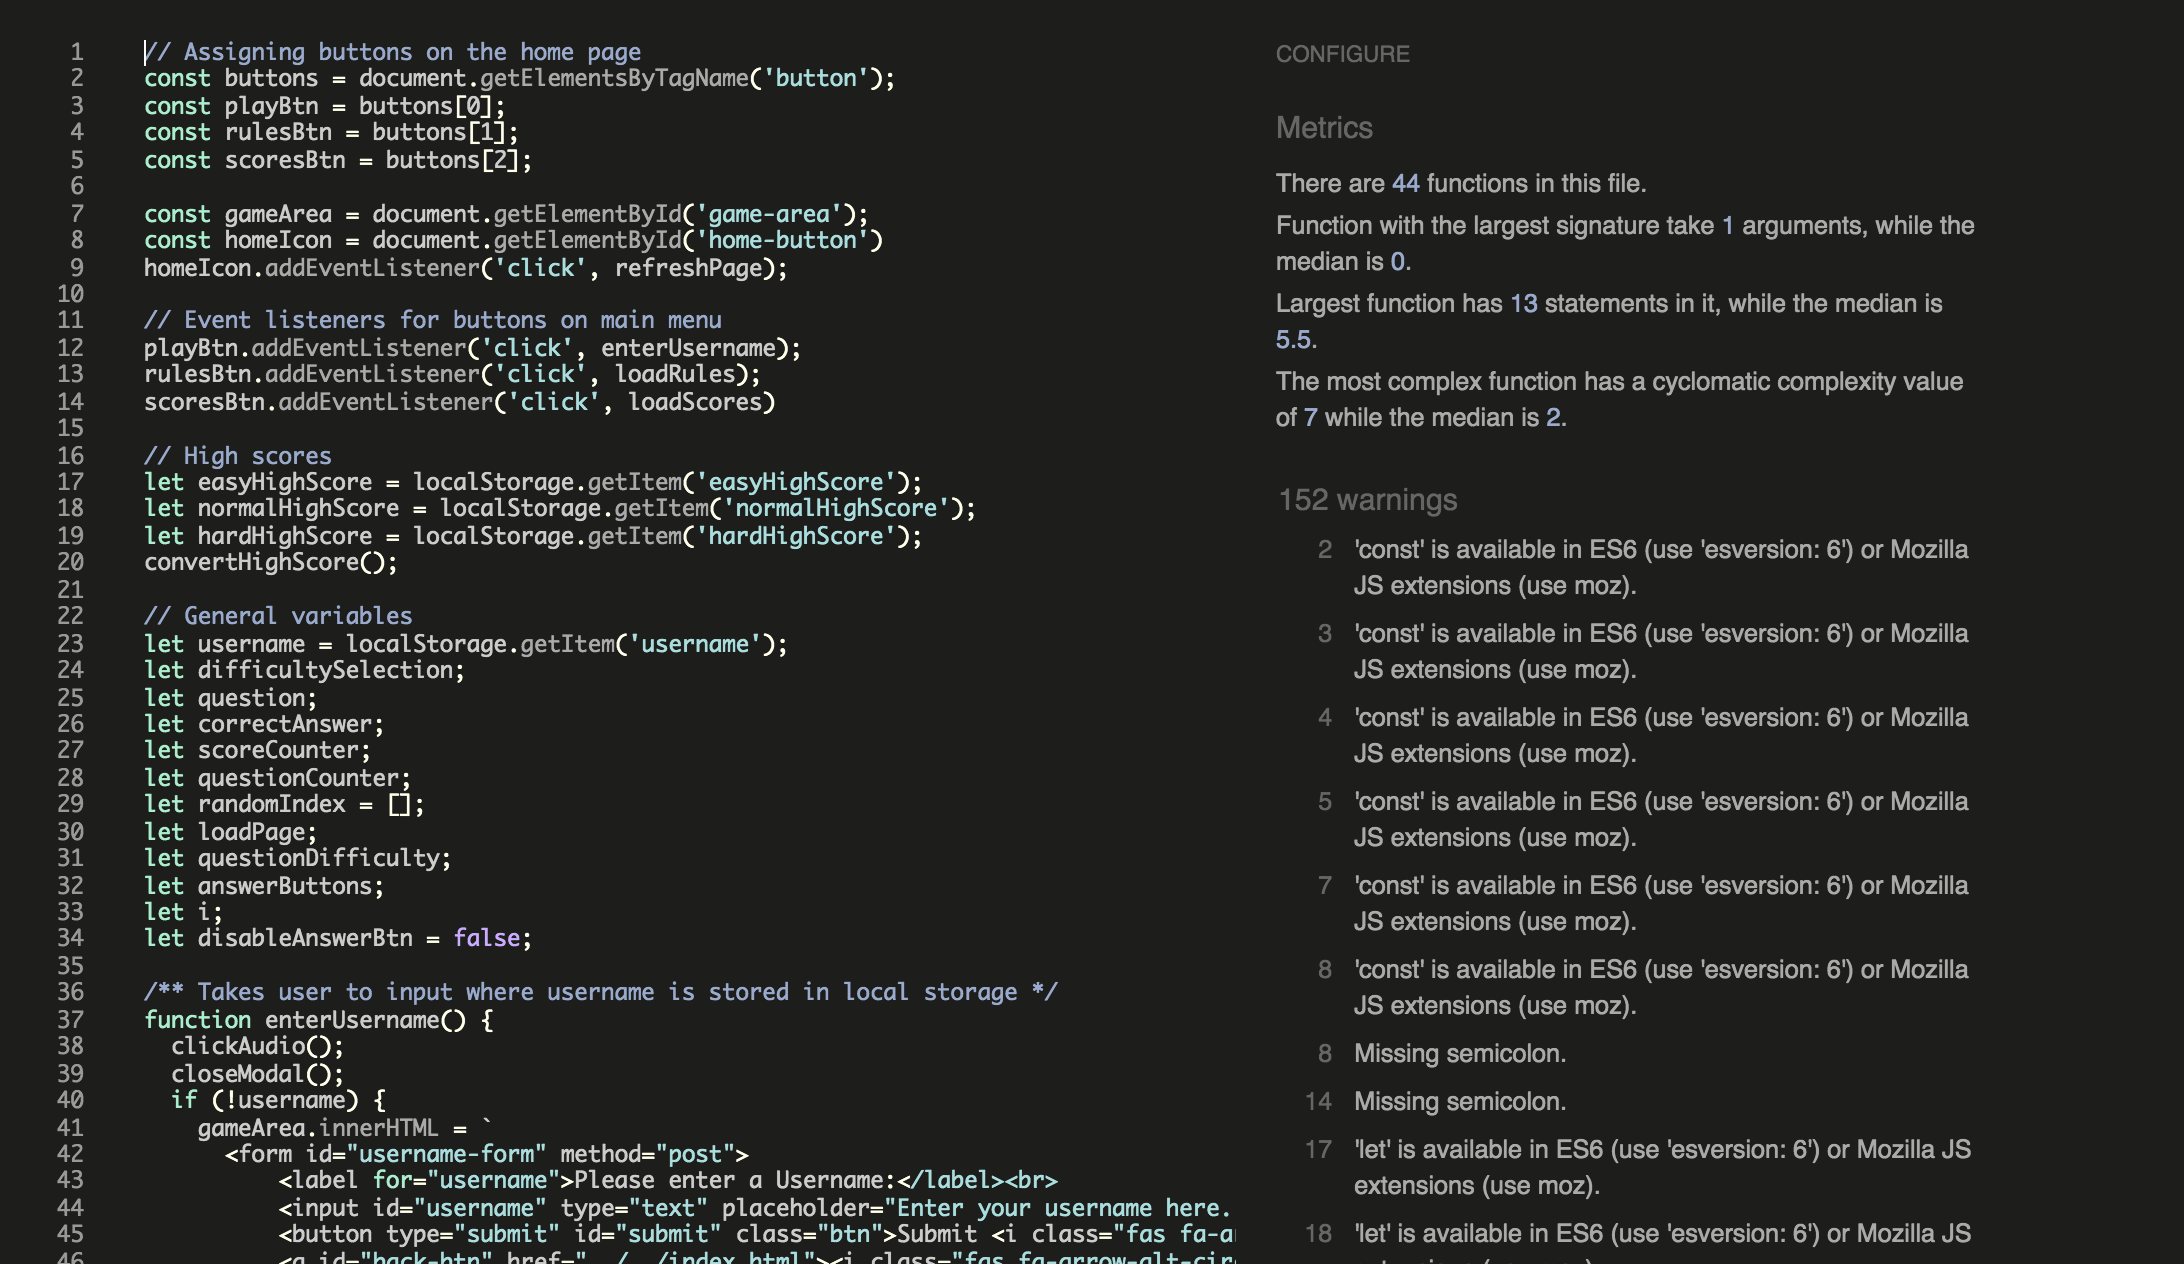 1 // Assigning buttons on the home page
2 const buttons = document.getElementsByTagName('button');
3 const playBtn = buttons[0];
4 const rulesBtn = buttons[1];
5 const scoresBtn = buttons[2];
6
7 const gameArea = document.getElementById('game-area');
8 const homeIcon = document.getElementById('home-button')
9 homeIcon.addEventListener('click', refreshPage);
10
11 // Event listeners for buttons on main menu
12 playBtn.addEventListener('click', enterUsername);
13 rulesBtn.addEventListener('click', loadRules);
14 scoresBtn.addEventListener('click', loadScores)
15
16 // High scores
17 let easyHighScore = localStorage.getItem('easyHighScore');
18 let normalHighScore = localStorage.getItem('normalHighScore');
19 let hardHighScore = localStorage.getItem('hardHighScore');
20 convertHighScore();
21
22 // General variables
23 let username = localStorage.getItem('username');
24 let difficultySelection;
25 let question;
26 let correctAnswer;
27 let scoreCounter;
28 let questionCounter;
29 let randomIndex = [];
30 let loadPage;
31 let questionDifficulty;
32 let answerButtons;
33 let i;
34 let disableAnswerBtn = false;
35
36 /** Takes user to input where username is stored in local storage */
37 function enterUsername() {
38 clickAudio();
39 closeModal();
40 if (!username) {
41 gameArea.innerHTML = `
42 <form id="username-form" method="post">
43 <label for="username">Please enter a Username:</label><br>
44 <input id="username" type="text" placeholder="Enter your username here.
45 <button type="submit" id="submit" class="btn">Submit <i class="fas fa-a
46 <a id="back-btn" href="../../index.html"><i class="fas fa-arrow-alt-cir
CONFIGURE
Metrics
There are 44 functions in this file.
Function with the largest signature take 1 arguments, while the
median is 0.
Largest function has 13 statements in it, while the median is
5.5.
The most complex function has a cyclomatic complexity value
of 7 while the median is 2.
152 warnings
2 'const' is available in ES6 (use 'esversion: 6') or Mozilla
JS extensions (use moz).
3 'const' is available in ES6 (use 'esversion: 6') or Mozilla
JS extensions (use moz).
4 'const' is available in ES6 (use 'esversion: 6') or Mozilla
JS extensions (use moz).
5 'const' is available in ES6 (use 'esversion: 6') or Mozilla
JS extensions (use moz).
7 'const' is available in ES6 (use 'esversion: 6') or Mozilla
JS extensions (use moz).
8 'const' is available in ES6 (use 'esversion: 6') or Mozilla
JS extensions (use moz).
8 Missing semicolon.
14 Missing semicolon.
17 'let' is available in ES6 (use 'esversion: 6') or Mozilla JS
extensions (use moz).
18 'let' is available in ES6 (use 'esversion: 6') or Mozilla JS